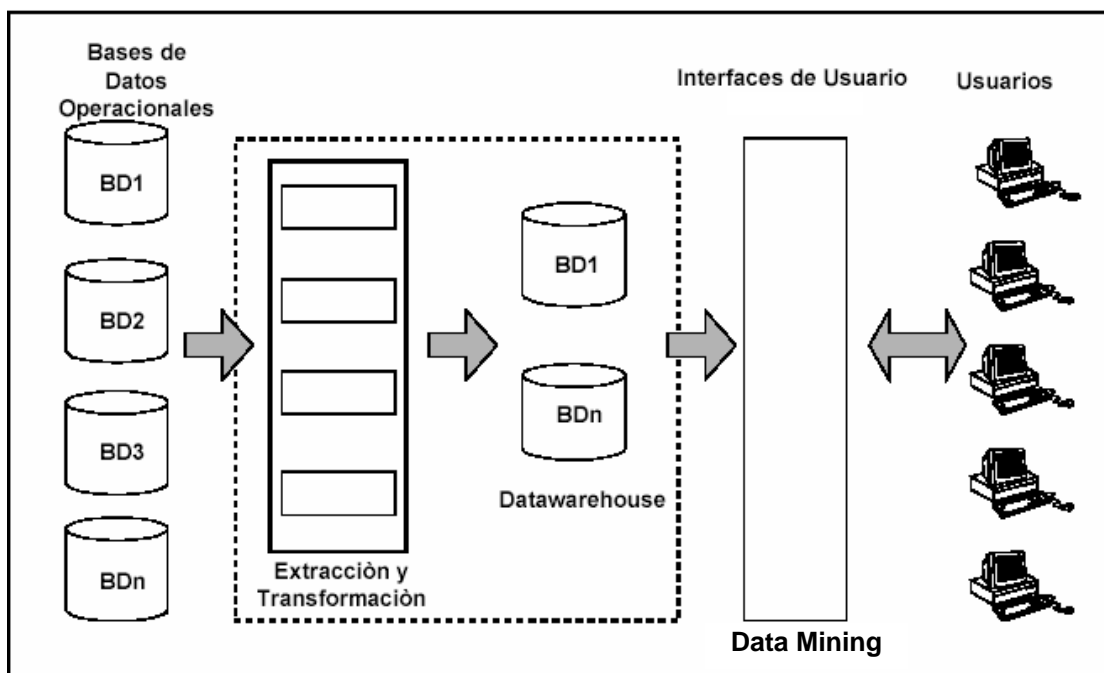 Bases de
Datos
Operacionales
BD1
BD2
BD3
BDn
Extracciòn y
Transformaciòn
BD1
BDn
Datawarehouse
Interfaces de Usuario
Data Mining
Usuarios